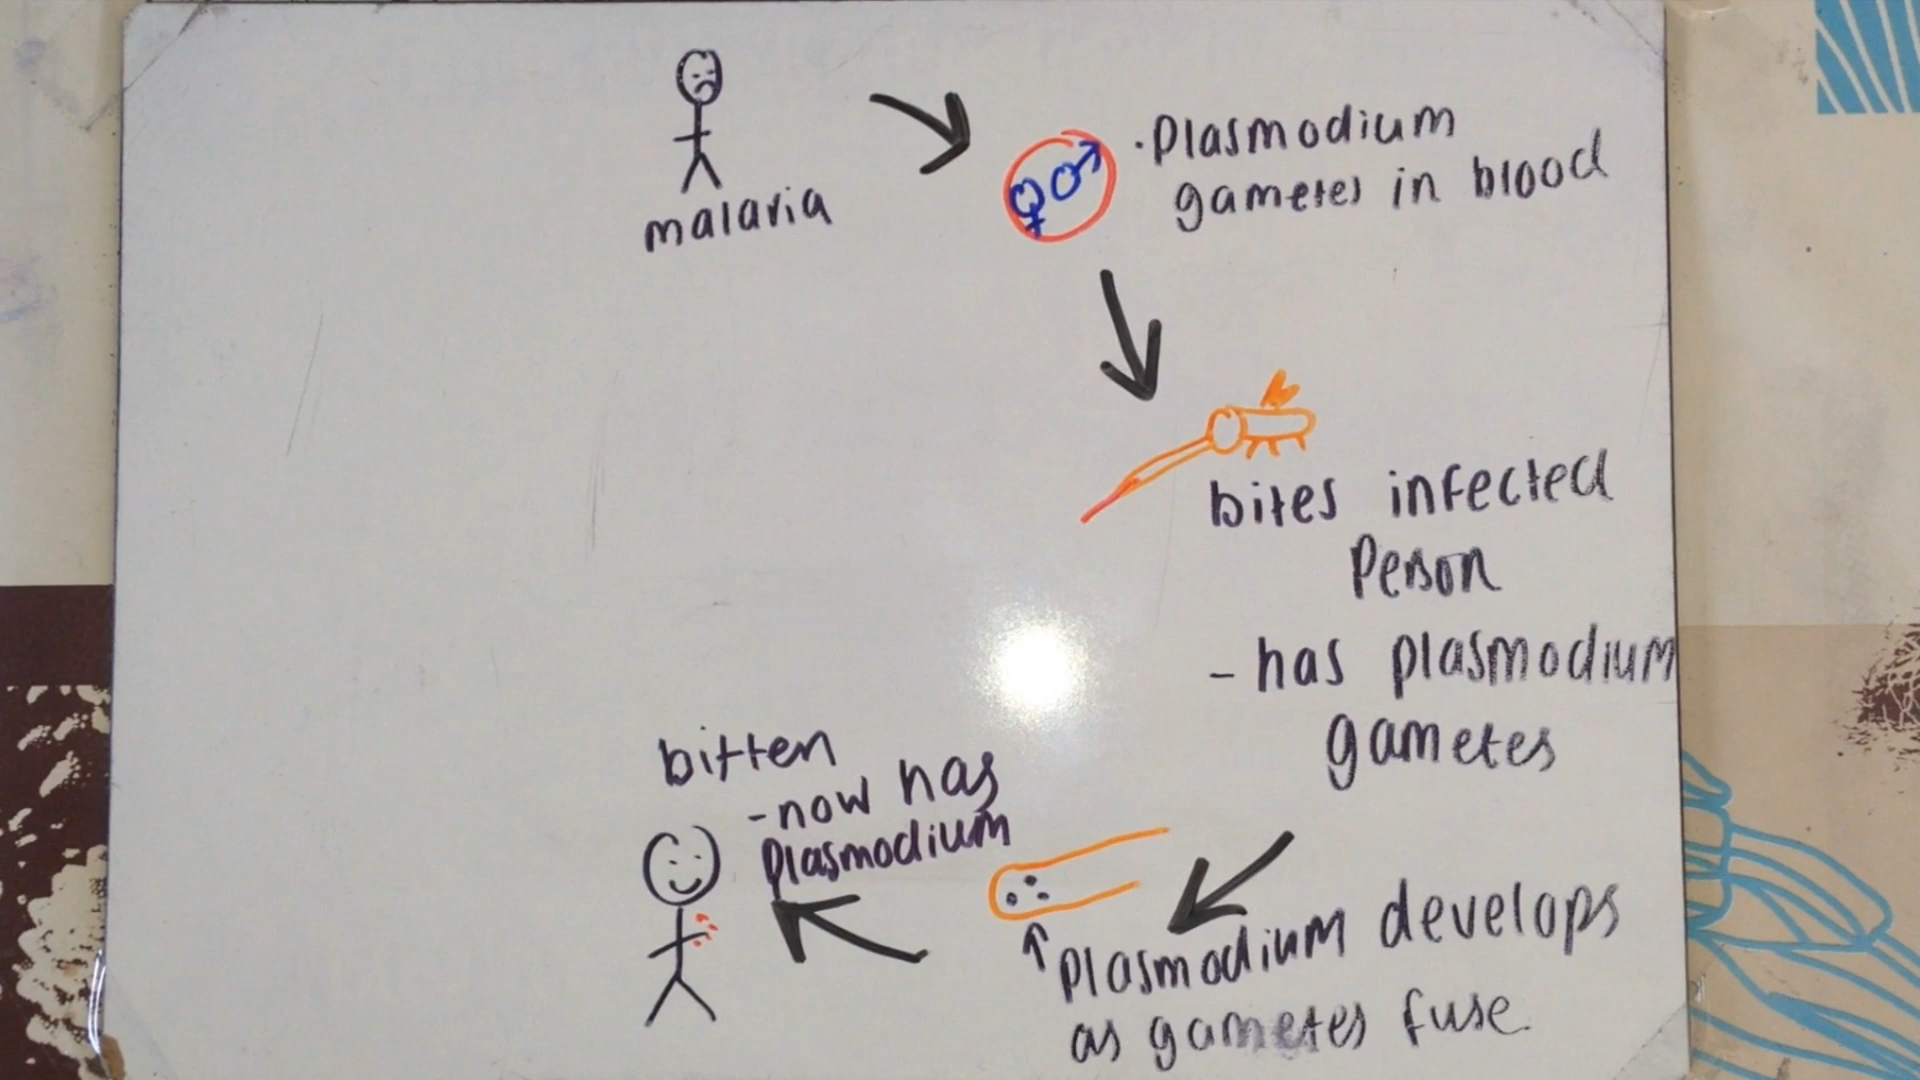 malaria
· Plasmodium
gametes in blood
bites infected
Person
- has plasmodium
gametes
Plasmodium develops
as gametes fuse.
bitten
- now has
Plasmodium